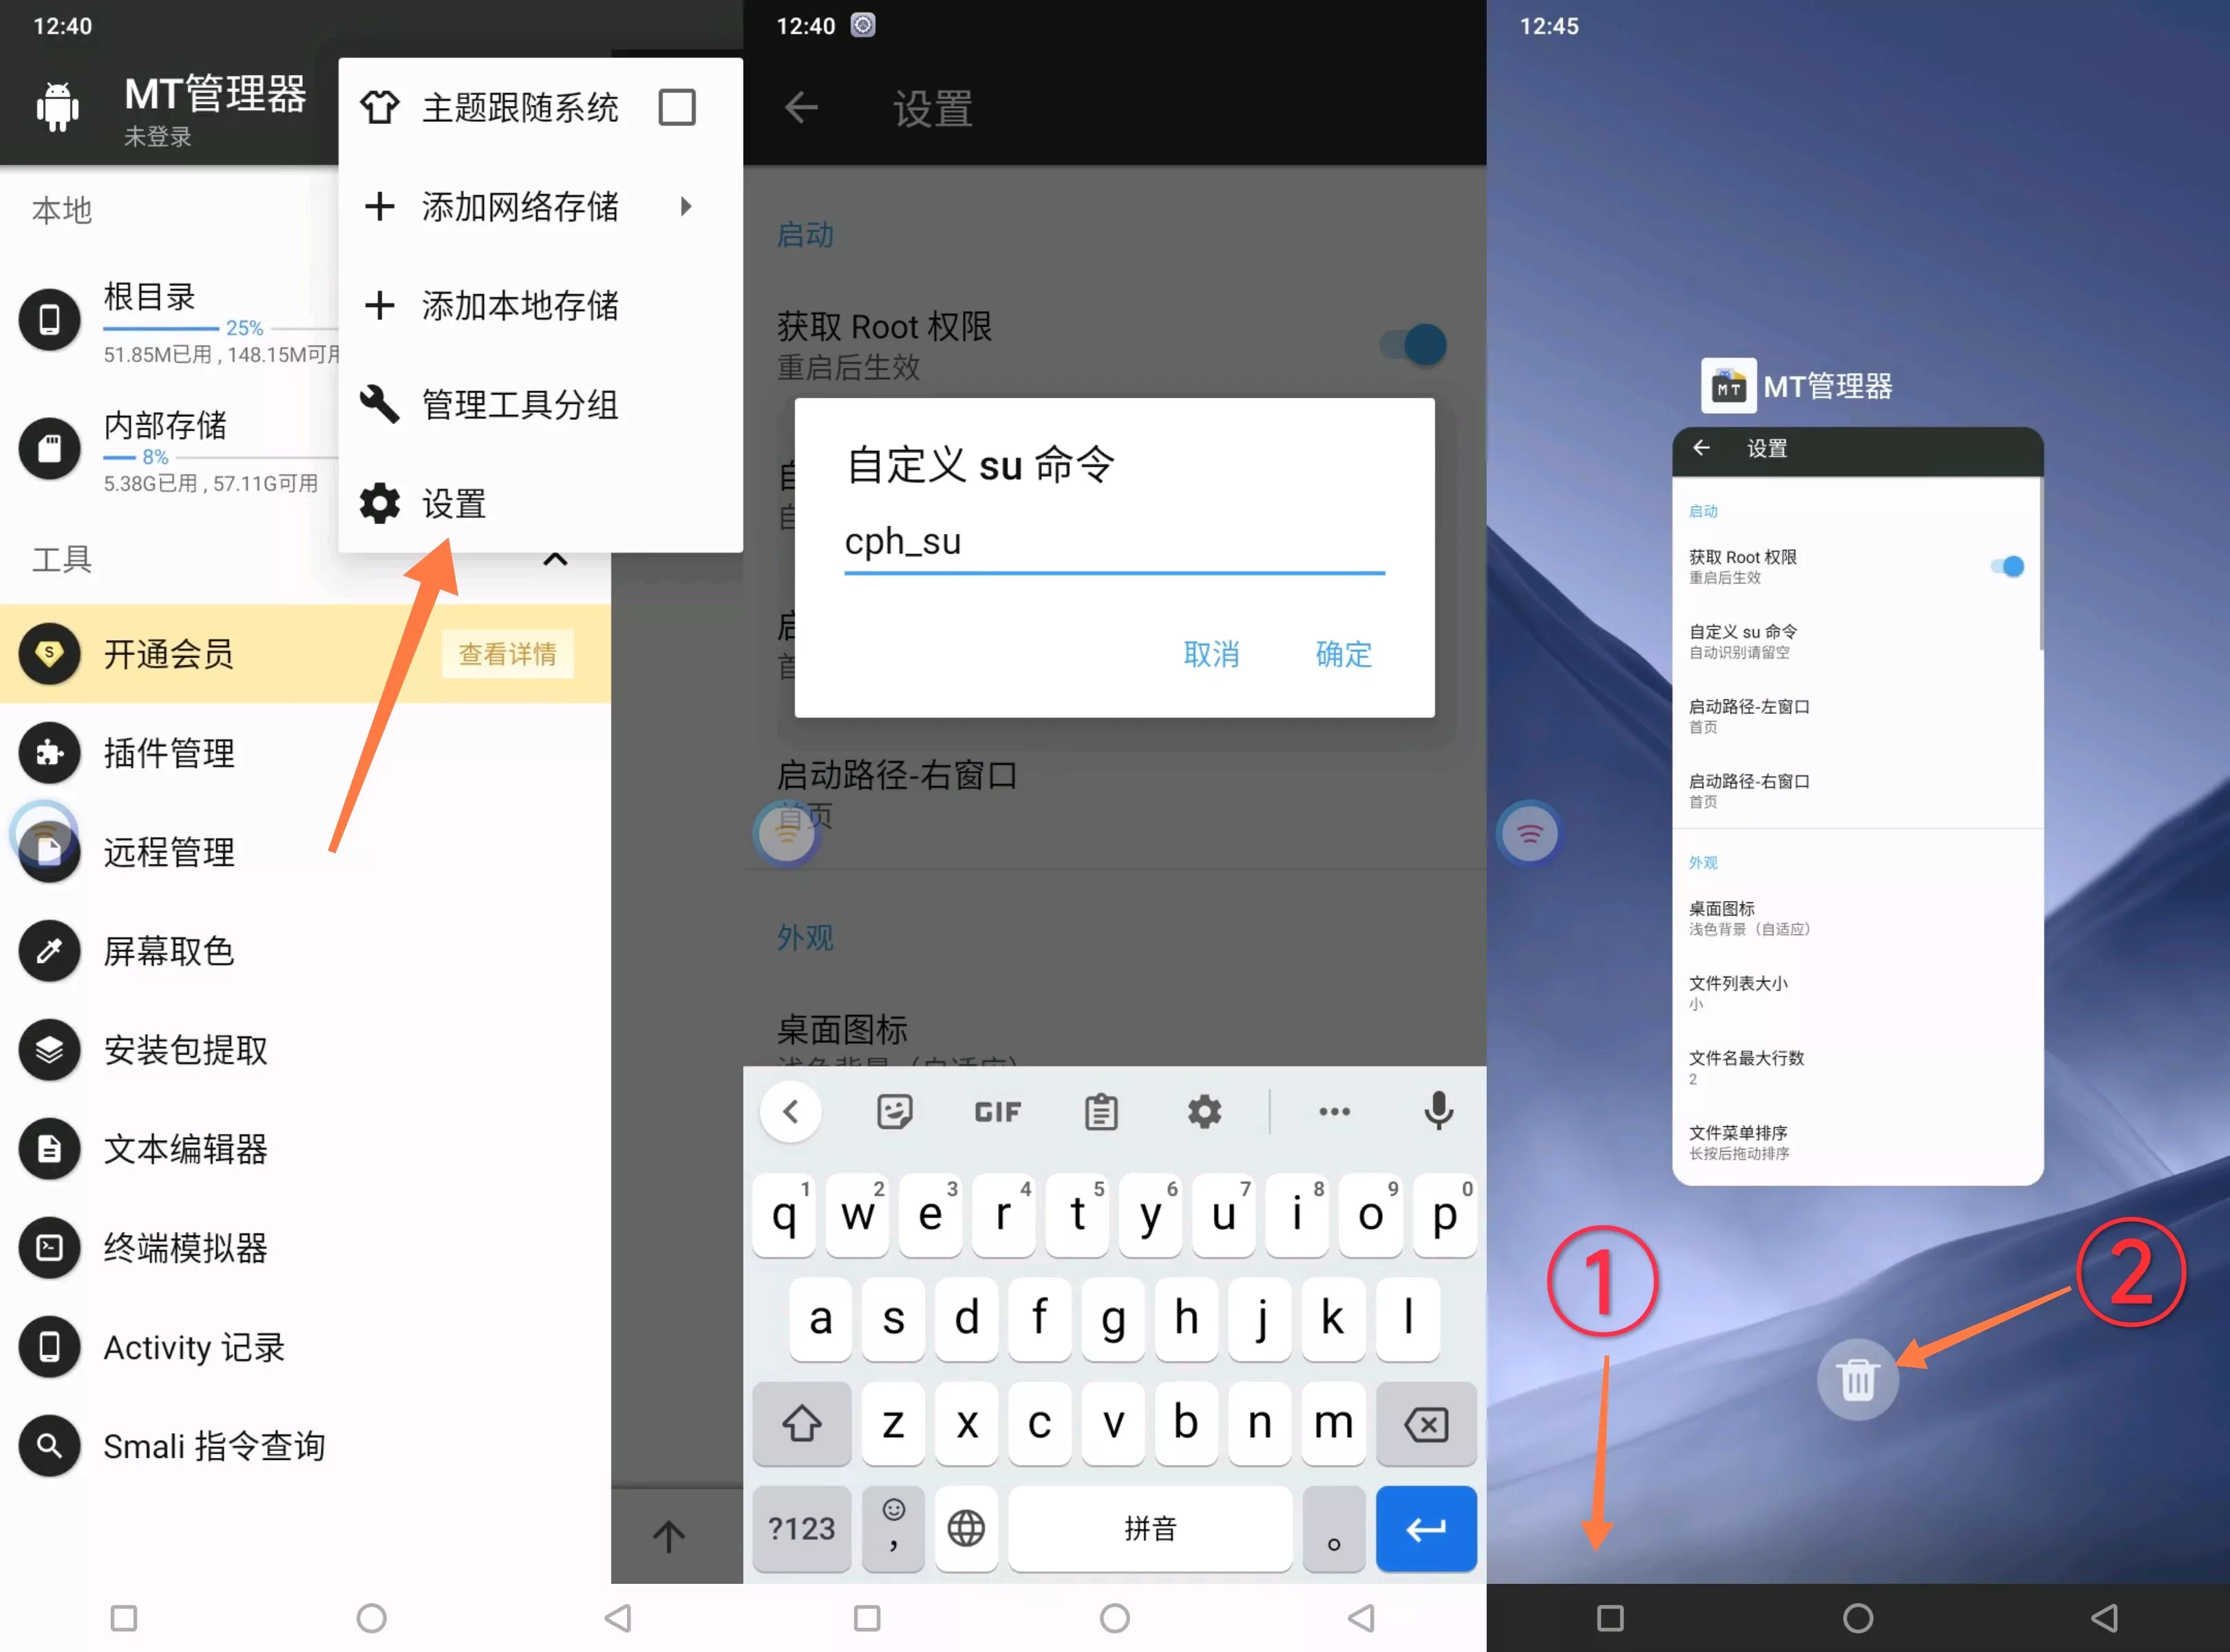 12:40
MT管理器
未登录
主题跟随系统
添加网络存储
添加本地存储
管理工具分组
设置
本地
根目录
25%
51.85M已用 , 148.15M可用
内部存储
8%
5.38G已用 , 57.11G可用
工具
开通会员
查看详情
插件管理
远程管理
屏幕取色
安装包提取
文本编辑器
终端模拟器
Activity 记录
Smali 指令查询
12:40
设置
启动
获取 Root 权限
重启后生效
自定义 su 命令
cph_su
取消 确定
启动路径-右窗口
首页
外观
桌面图标
浅色背景（自适应）
GIF
q 1 w 2 e 3 r 4 t 5 y 6 u 7 i 8 o 9 p 0
a s d f g h j k l
z x c v b n m
?123 , 拼音 。
12:45
MT管理器
设置
启动
获取 Root 权限
重启后生效
自定义 su 命令
自动识别请留空
启动路径-左窗口
首页
启动路径-右窗口
首页
外观
桌面图标
浅色背景（自适应）
文件列表大小
小
文件名最大行数
2
文件菜单排序
长按后拖动排序
①
②